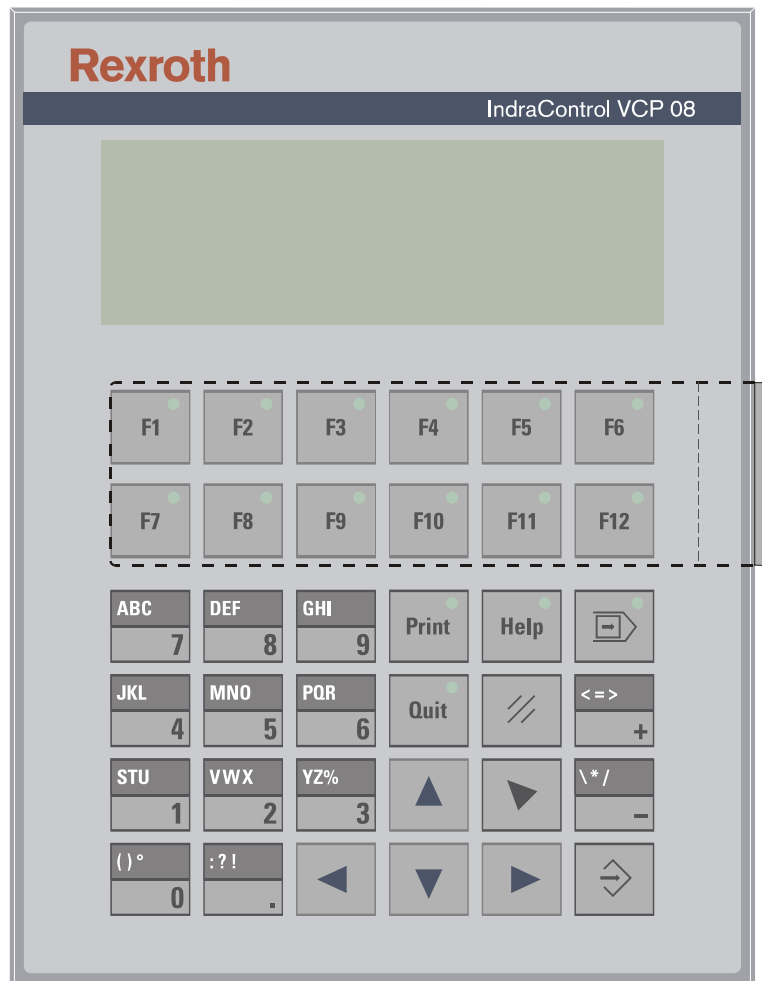 Rexroth
IndraControl VCP 08
F1 F2 F3 F4 F5 F6
F7 F8 F9 F10 F11 F12
ABC DEF GHI
7 8 9 Print Help
JKL MNO PQR Quit <=>
4 5 6 +
STU VWX YZ% \*/
1 2 3 –
()° :?!
0 .